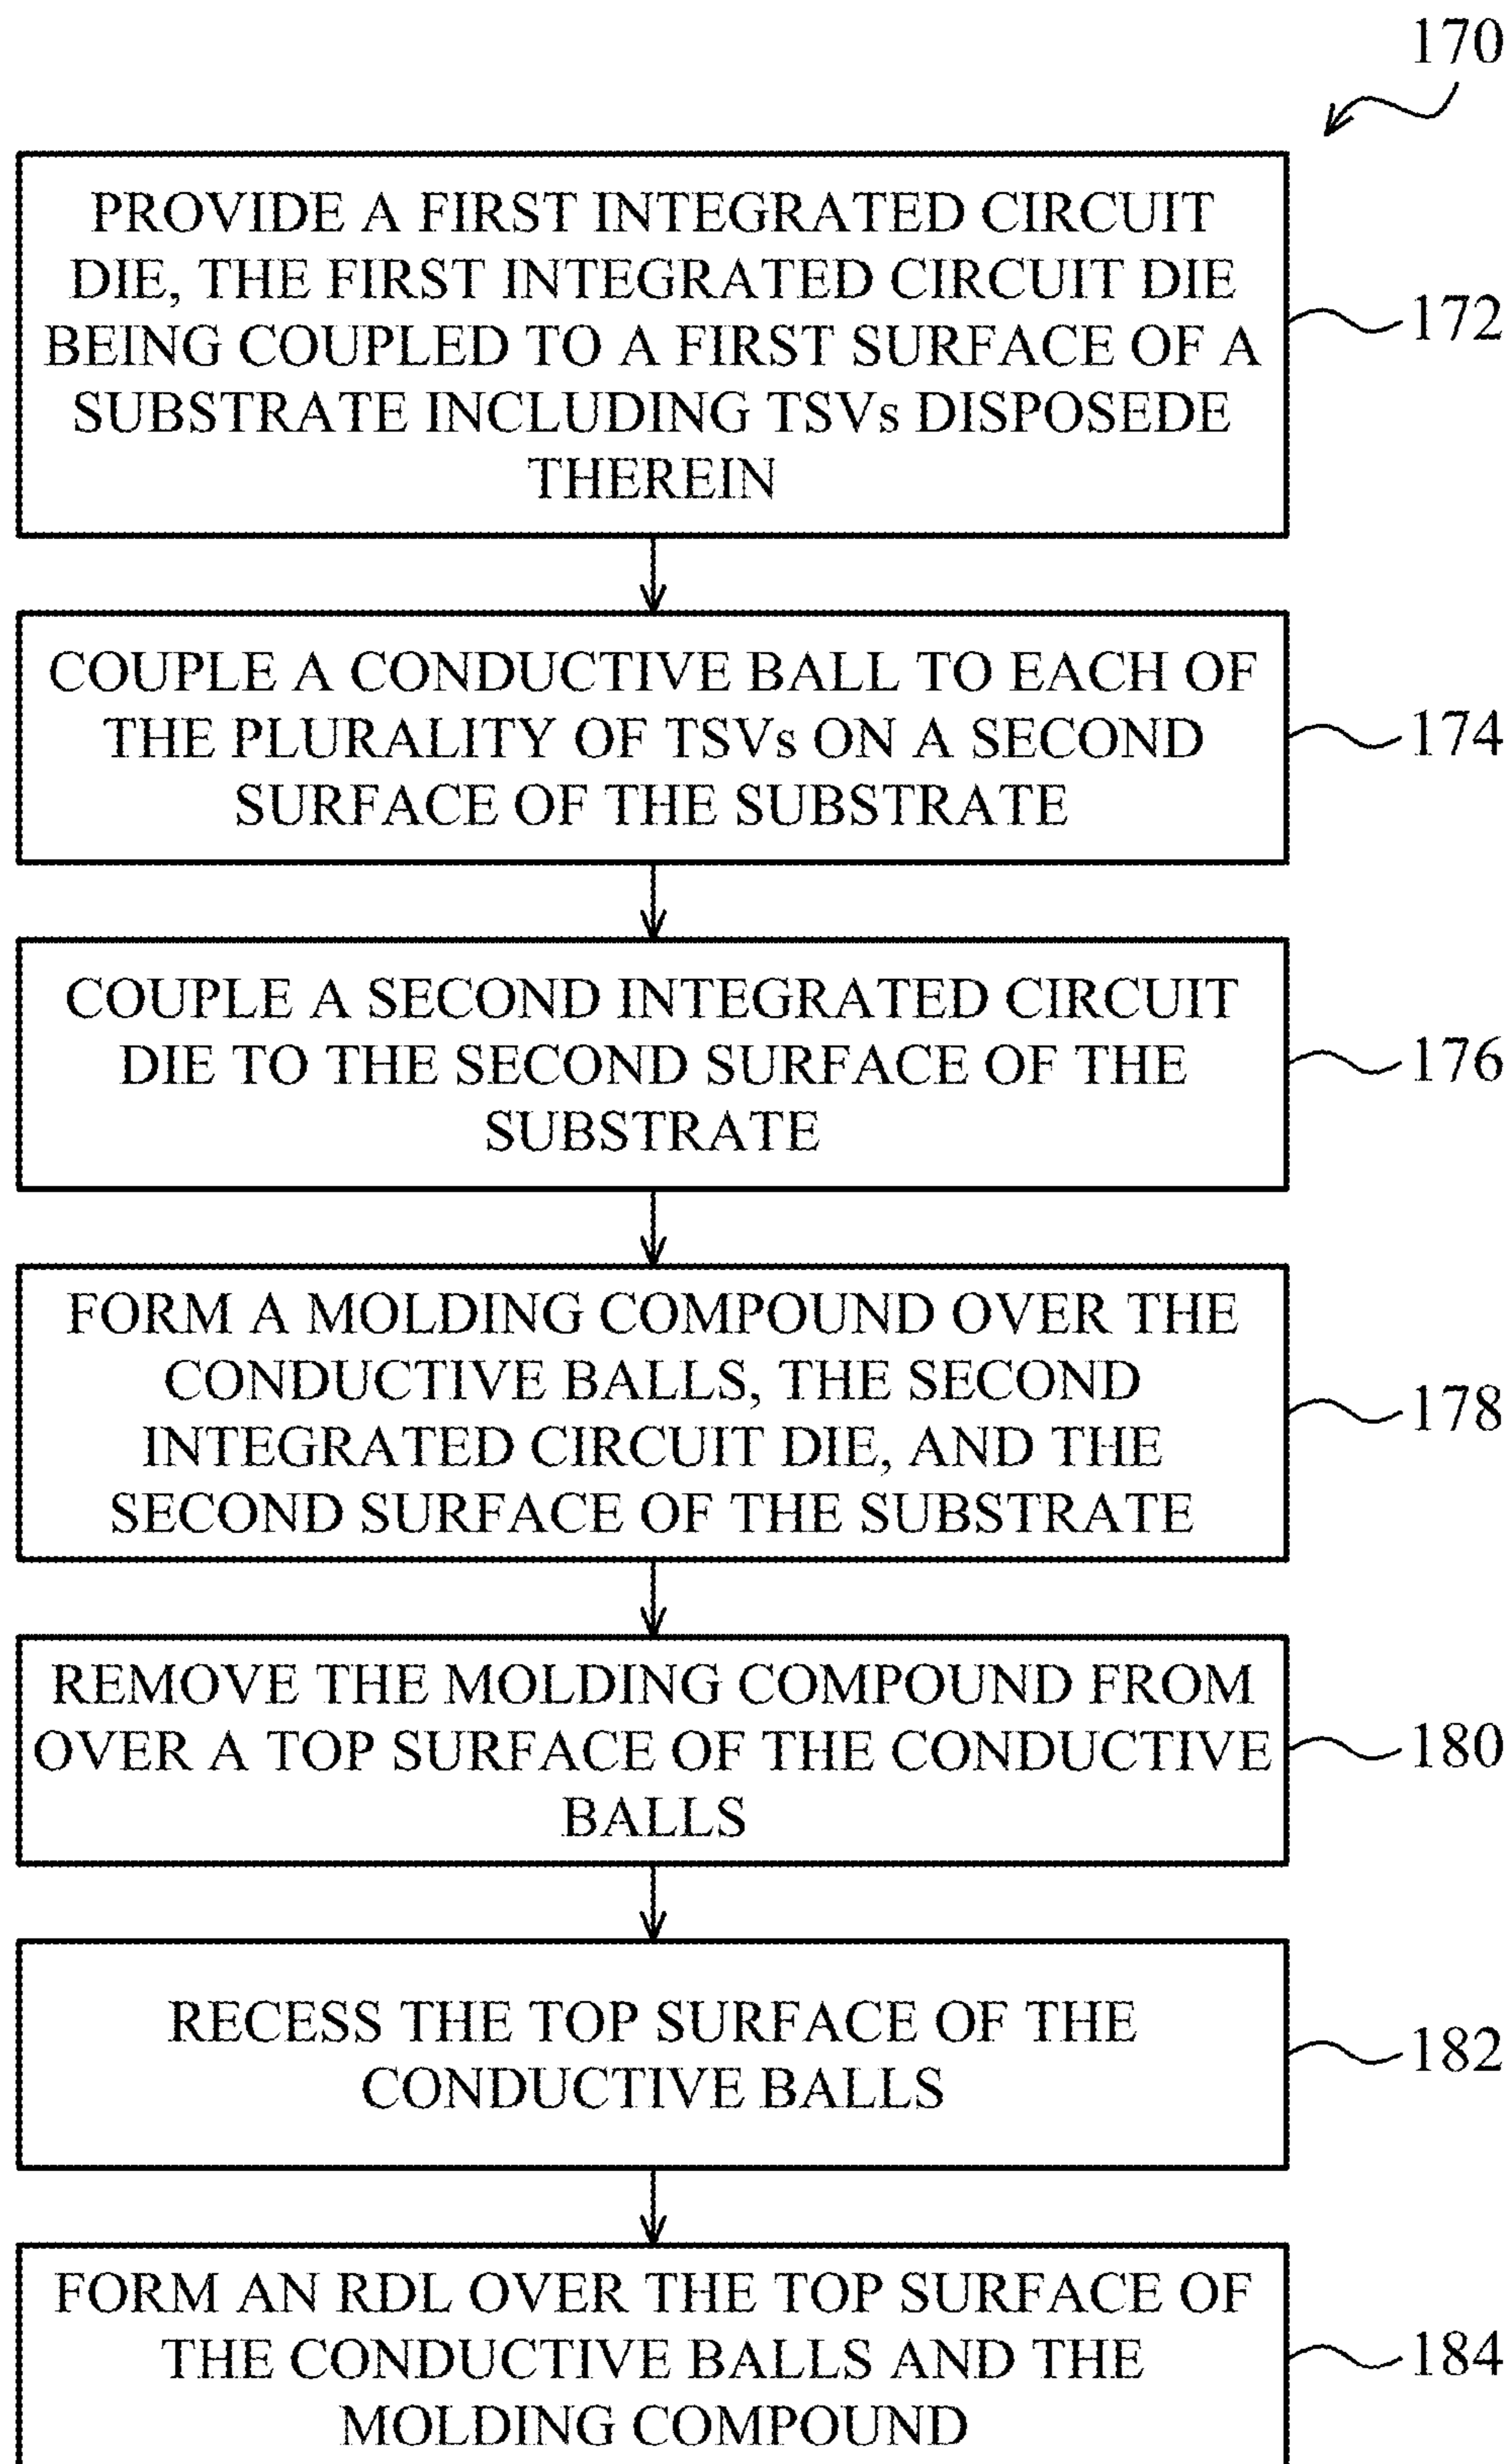 170
PROVIDE A FIRST INTEGRATED CIRCUIT
DIE, THE FIRST INTEGRATED CIRCUIT DIE
BEING COUPLED TO A FIRST SURFACE OF A
SUBSTRATE INCLUDING TSVs DISPOSEDE
THEREIN
172
COUPLE A CONDUCTIVE BALL TO EACH OF
THE PLURALITY OF TSVs ON A SECOND
SURFACE OF THE SUBSTRATE
174
COUPLE A SECOND INTEGRATED CIRCUIT
DIE TO THE SECOND SURFACE OF THE
SUBSTRATE
176
FORM A MOLDING COMPOUND OVER THE
CONDUCTIVE BALLS, THE SECOND
INTEGRATED CIRCUIT DIE, AND THE
SECOND SURFACE OF THE SUBSTRATE
178
REMOVE THE MOLDING COMPOUND FROM
OVER A TOP SURFACE OF THE CONDUCTIVE
BALLS
180
RECESS THE TOP SURFACE OF THE
CONDUCTIVE BALLS
182
FORM AN RDL OVER THE TOP SURFACE OF
THE CONDUCTIVE BALLS AND THE
MOLDING COMPOUND
184